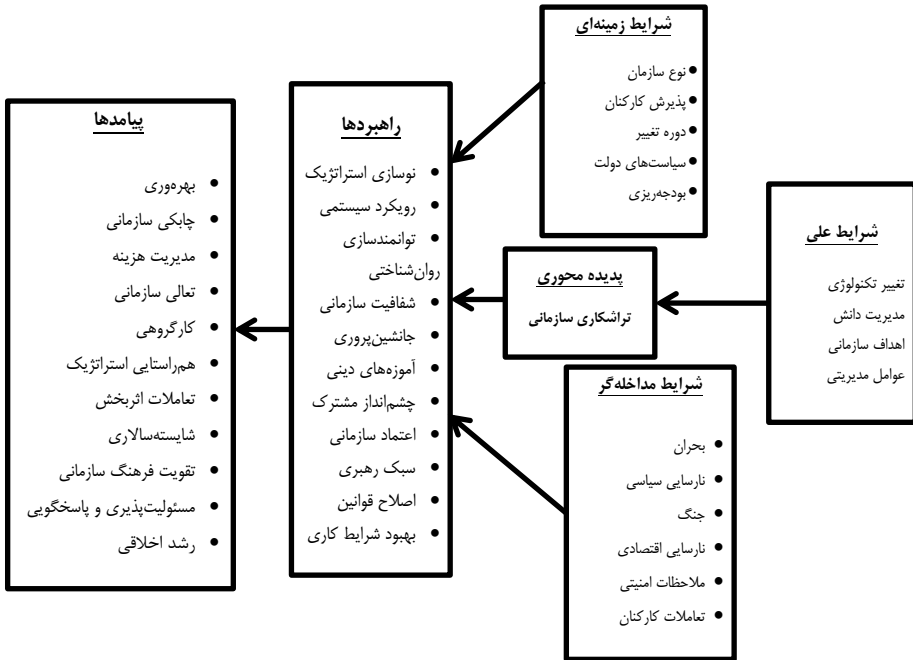 شرایط زمینه‌ای
● نوع سازمان
● پذیرش کارکنان
● دوره تغییر
● سیاست‌های دولت
● بودجه‌ریزی
شرایط علی
تغییر تکنولوژی
مدیریت دانش
اهداف سازمانی
عوامل مدیریتی
پدیده محوری
تراشکاری سازمانی
شرایط مداخله‌گر
● بحران
● نارسایی سیاسی
● جنگ
● نارسایی اقتصادی
● ملاحظات امنیتی
● تعاملات کارکنان
راهبردها
● نوسازی استراتژیک
● رویکرد سیستمی
● توانمندسازی
روان‌شناختی
● شفافیت سازمانی
● جانشین‌پروری
● آموزه‌های دینی
● چشم‌انداز مشترک
● اعتماد سازمانی
● سبک رهبری
● اصلاح قوانین
● بهبود شرایط کاری
پیامدها
● بهره‌وری
● چابکی سازمانی
● مدیریت هزینه
● تعالی سازمانی
● کارگروهی
● هم‌راستایی استراتژیک
● تعاملات اثربخش
● شایسته‌سالاری
● تقویت فرهنگ سازمانی
● مسئولیت‌پذیری و پاسخگویی
● رشد اخلاقی